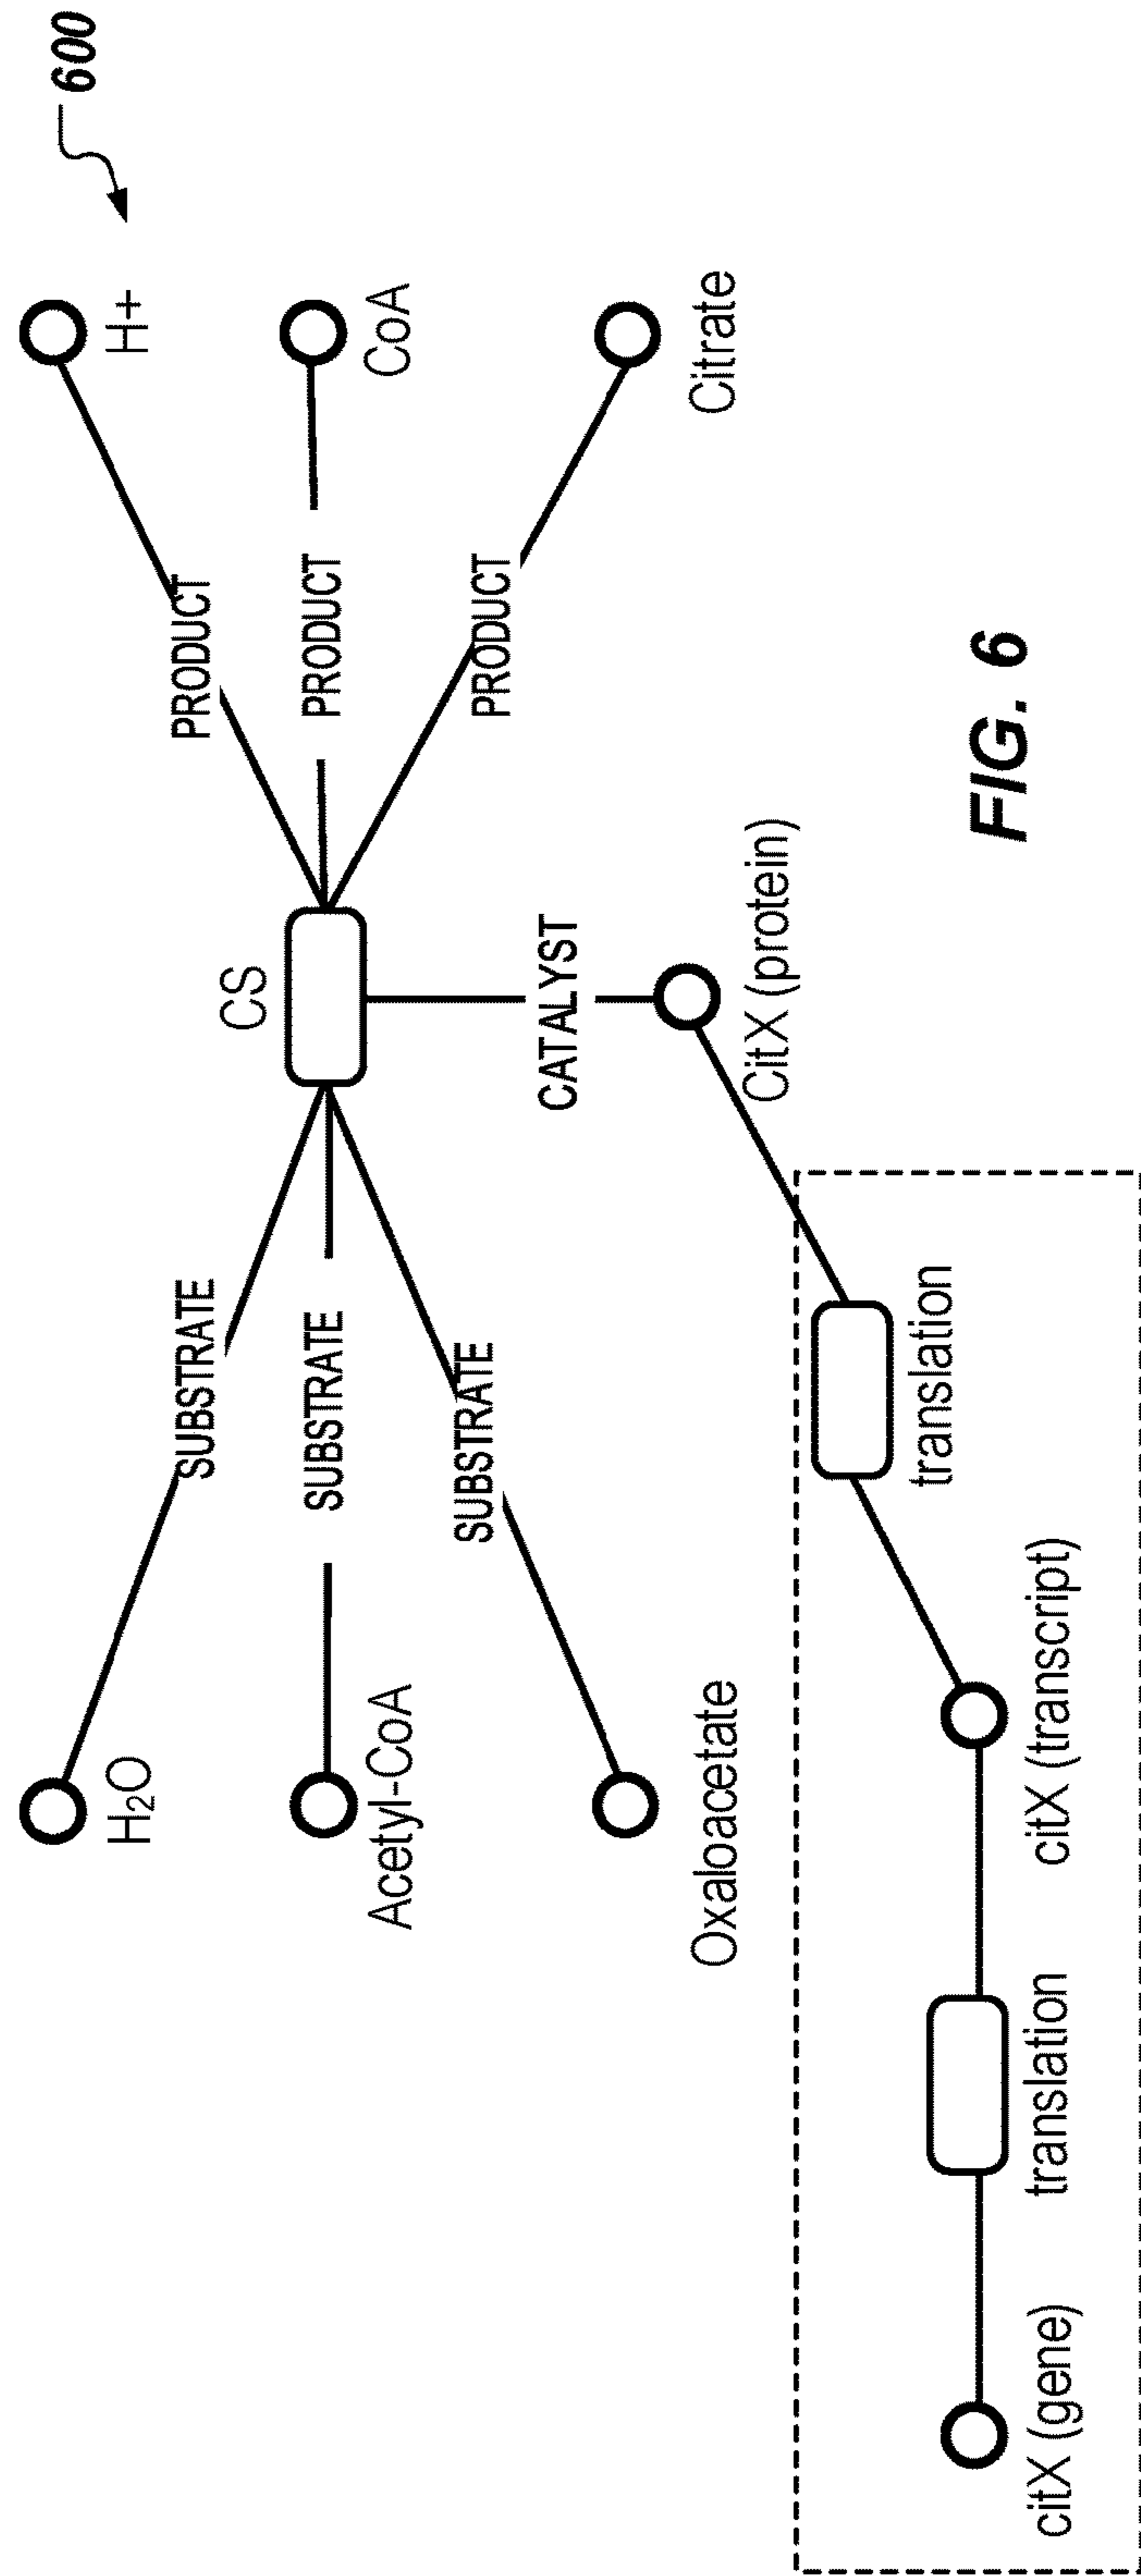 600
H₂O
H+
SUBSTRATE
PRODUCT
CS
Acetyl-CoA
SUBSTRATE
PRODUCT
CoA
SUBSTRATE
PRODUCT
Oxaloacetate
CATALYST
Citrate
CitX (protein)
translation
citX (gene)
translation
citX (transcript)
FIG. 6